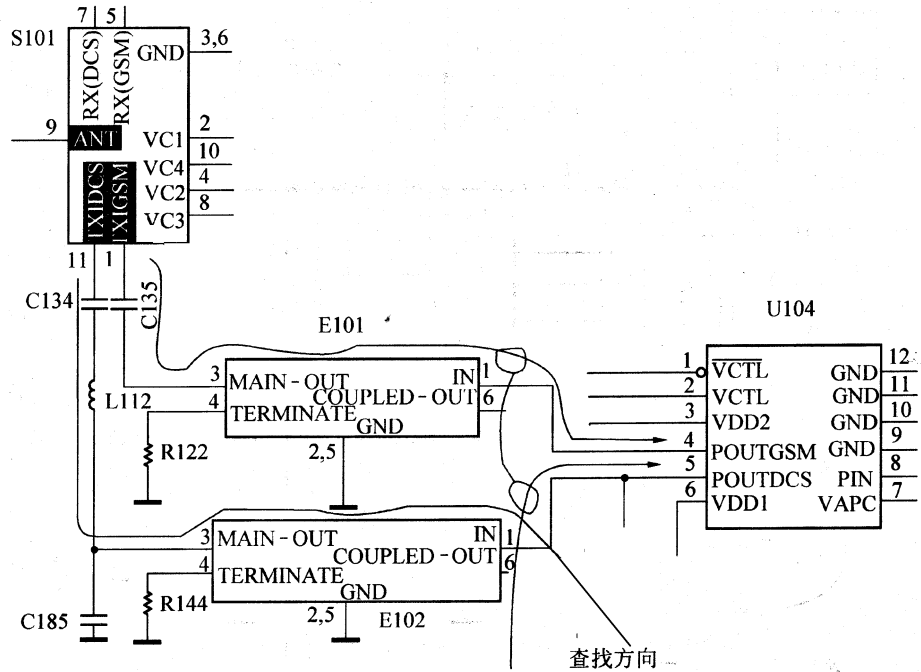 7 5
S101
RX(DCS)
RX(GSM)
GND 3,6
9 ANT
VC1 2
VC4 10
VC2 4
VC3 8
TXIDCS
TXIGSM
11 1
C134
C135
L112
E101
3 MAIN-OUT IN 1
COUPLED-OUT 6
4 TERMINATE
GND
2,5
R122
3 MAIN-OUT IN 1
COUPLED-OUT 6
4 TERMINATE
GND
2,5
E102
R144
C185
U104
1 VCTL GND 12
2 VCTL GND 11
3 VDD2 GND 10
4 POUTGSM GND 9
5 POUTDCS PIN 8
6 VDD1 VAPC 7
查找方向